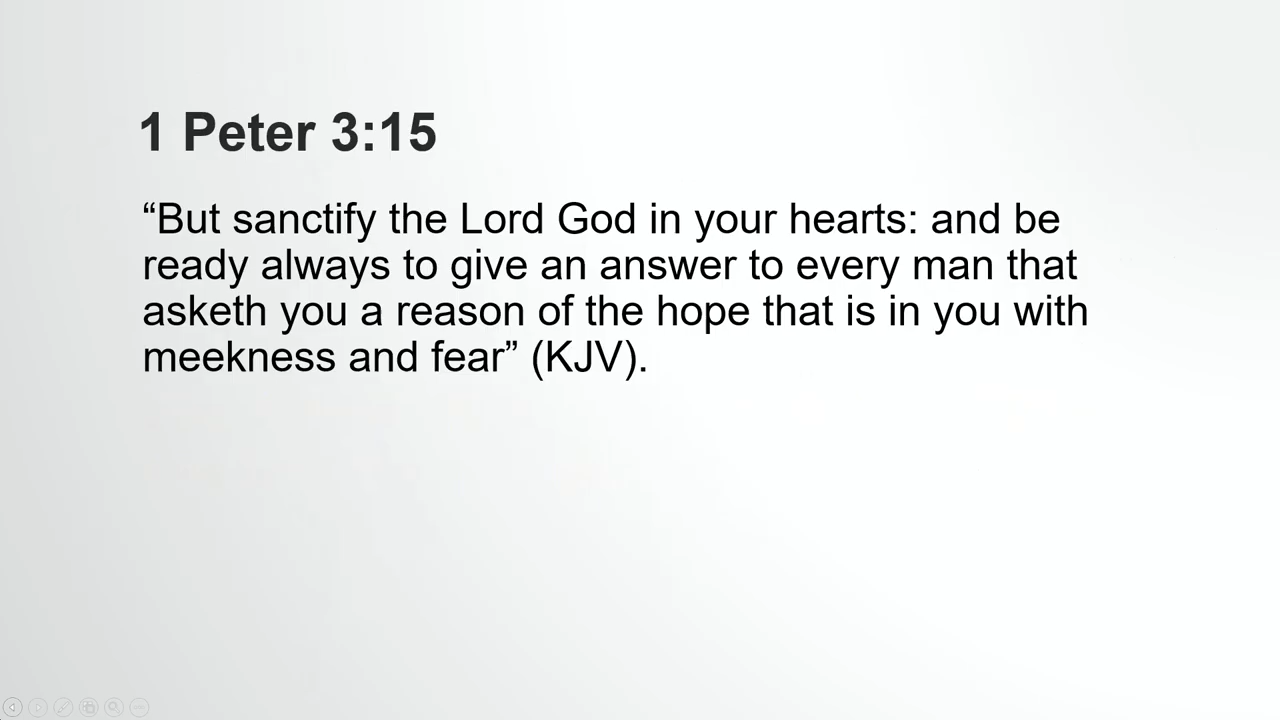 1 Peter 3:15
“But sanctify the Lord God in your hearts: and be
ready always to give an answer to every man that
asketh you a reason of the hope that is in you with
meekness and fear” (KJV).